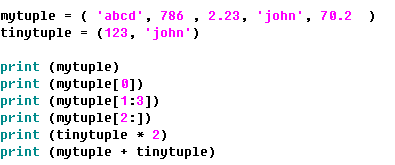 mytuple = ( 'abcd', 786 , 2.23, 'john', 70.2  )
tinytuple = (123, 'john')

print (mytuple)
print (mytuple[0])
print (mytuple[1:3])
print (mytuple[2:])
print (tinytuple * 2)
print (mytuple + tinytuple)